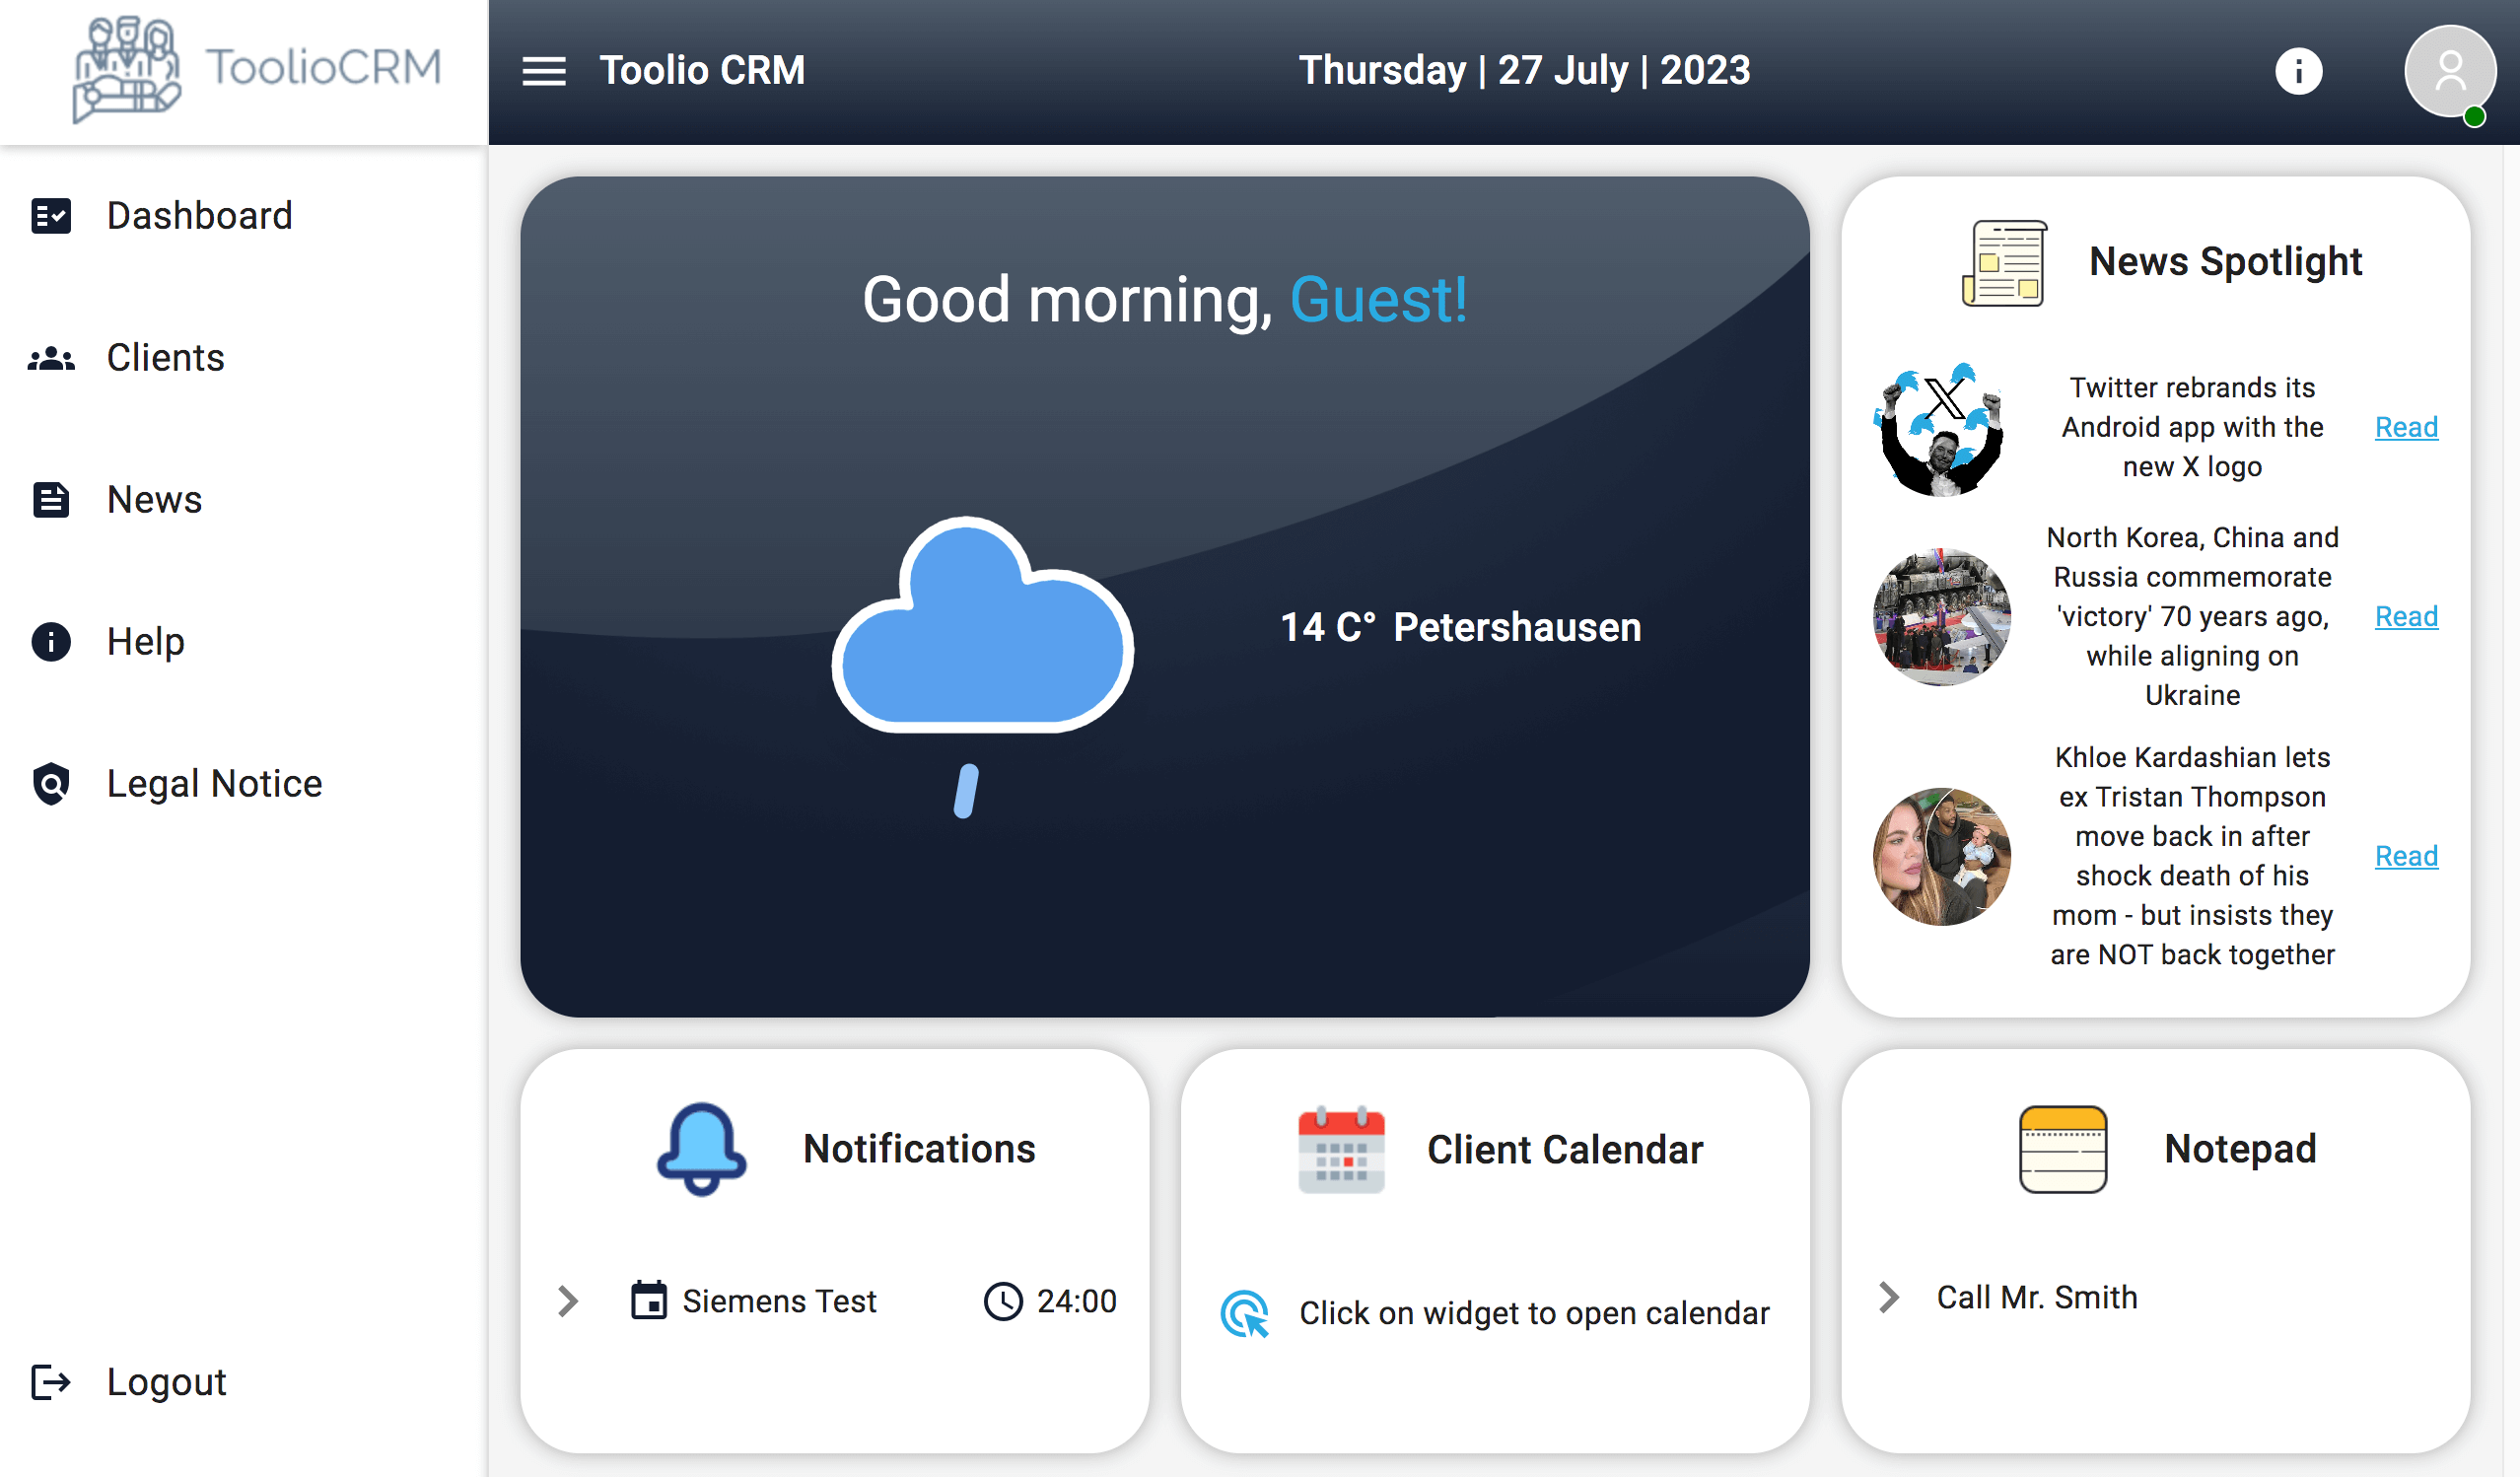 ToolioCRM
Toolio CRM
Thursday | 27 July | 2023
Dashboard
Clients
News
Help
Legal Notice
Logout
Good morning, Guest!
14 C° Petershausen
News Spotlight
Twitter rebrands its
Android app with the
new X logo
Read
North Korea, China and
Russia commemorate
'victory' 70 years ago,
while aligning on
Ukraine
Read
Khloe Kardashian lets
ex Tristan Thompson
move back in after
shock death of his
mom - but insists they
are NOT back together
Read
Notifications
Siemens Test
24:00
Client Calendar
Click on widget to open calendar
Notepad
Call Mr. Smith